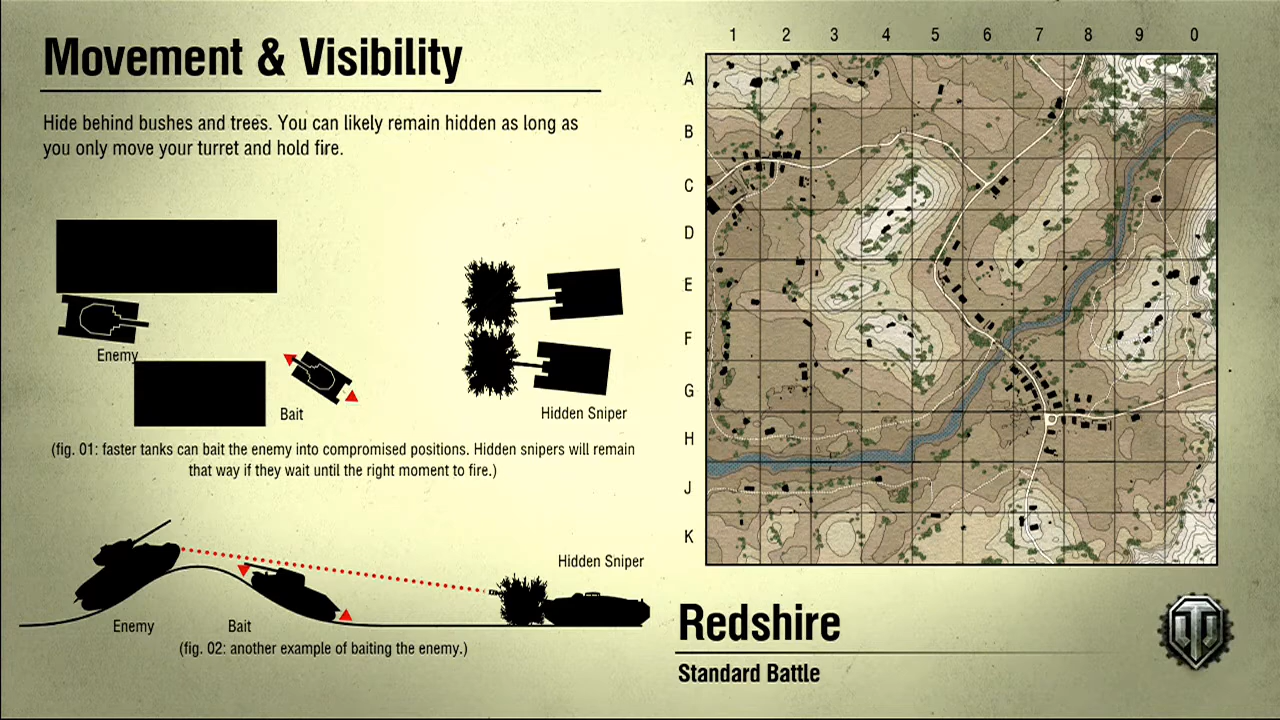 Movement & Visibility
Hide behind bushes and trees. You can likely remain hidden as long as
you only move your turret and hold fire.
Enemy
Bait
Hidden Sniper
(fig. 01: faster tanks can bait the enemy into compromised positions. Hidden snipers will remain
that way if they wait until the right moment to fire.)
Hidden Sniper
Enemy
Bait
(fig. 02: another example of baiting the enemy.)
1 2 3 4 5 6 7 8 9 0
A
B
C
D
E
F
G
H
J
K
Redshire
Standard Battle